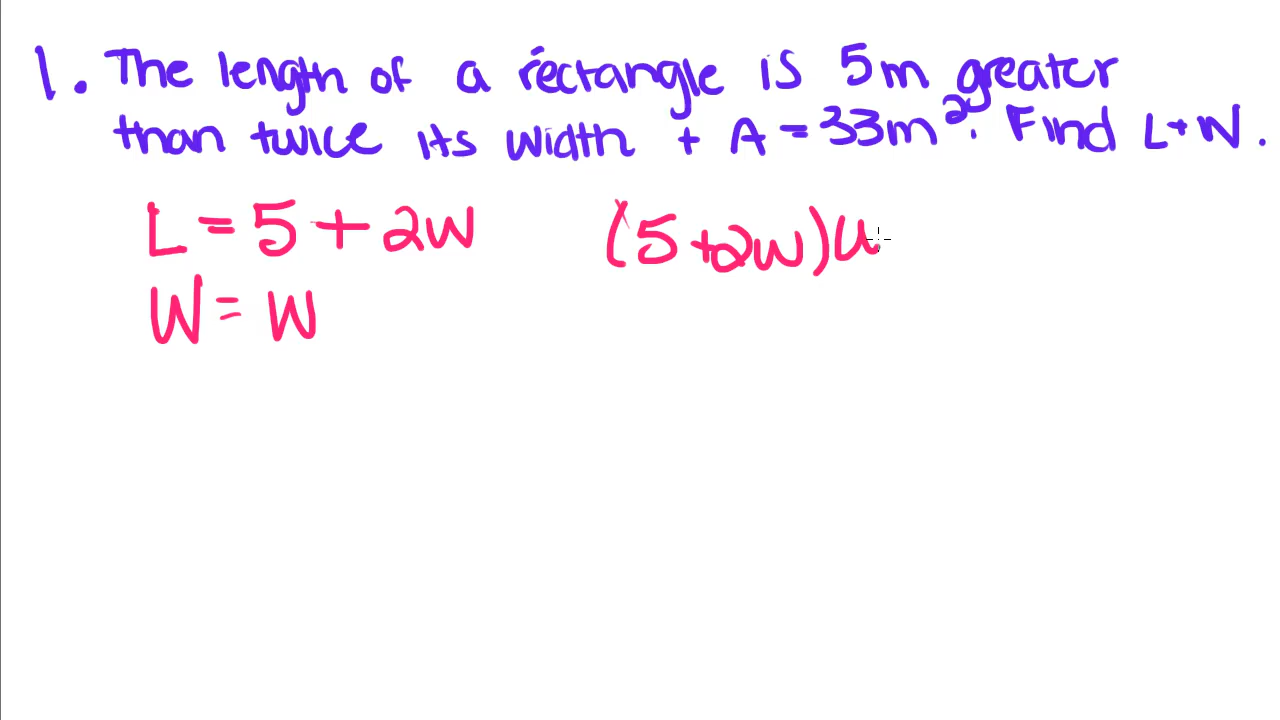 1. The length of a rectangle is 5m greater
than twice its width + A = 33m². Find L + W.
L = 5 + 2w
(5 + 2w)
W = w